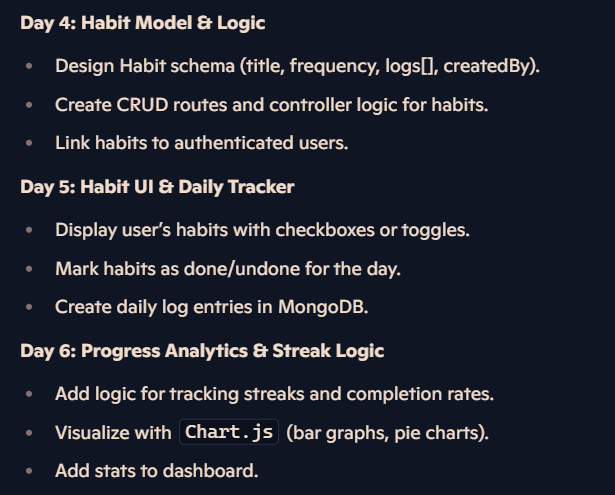 Day 4: Habit Model & Logic
• Design Habit schema (title, frequency, logs[], createdBy).
• Create CRUD routes and controller logic for habits.
• Link habits to authenticated users.
Day 5: Habit UI & Daily Tracker
• Display user’s habits with checkboxes or toggles.
• Mark habits as done/undone for the day.
• Create daily log entries in MongoDB.
Day 6: Progress Analytics & Streak Logic
• Add logic for tracking streaks and completion rates.
• Visualize with Chart.js (bar graphs, pie charts).
• Add stats to dashboard.